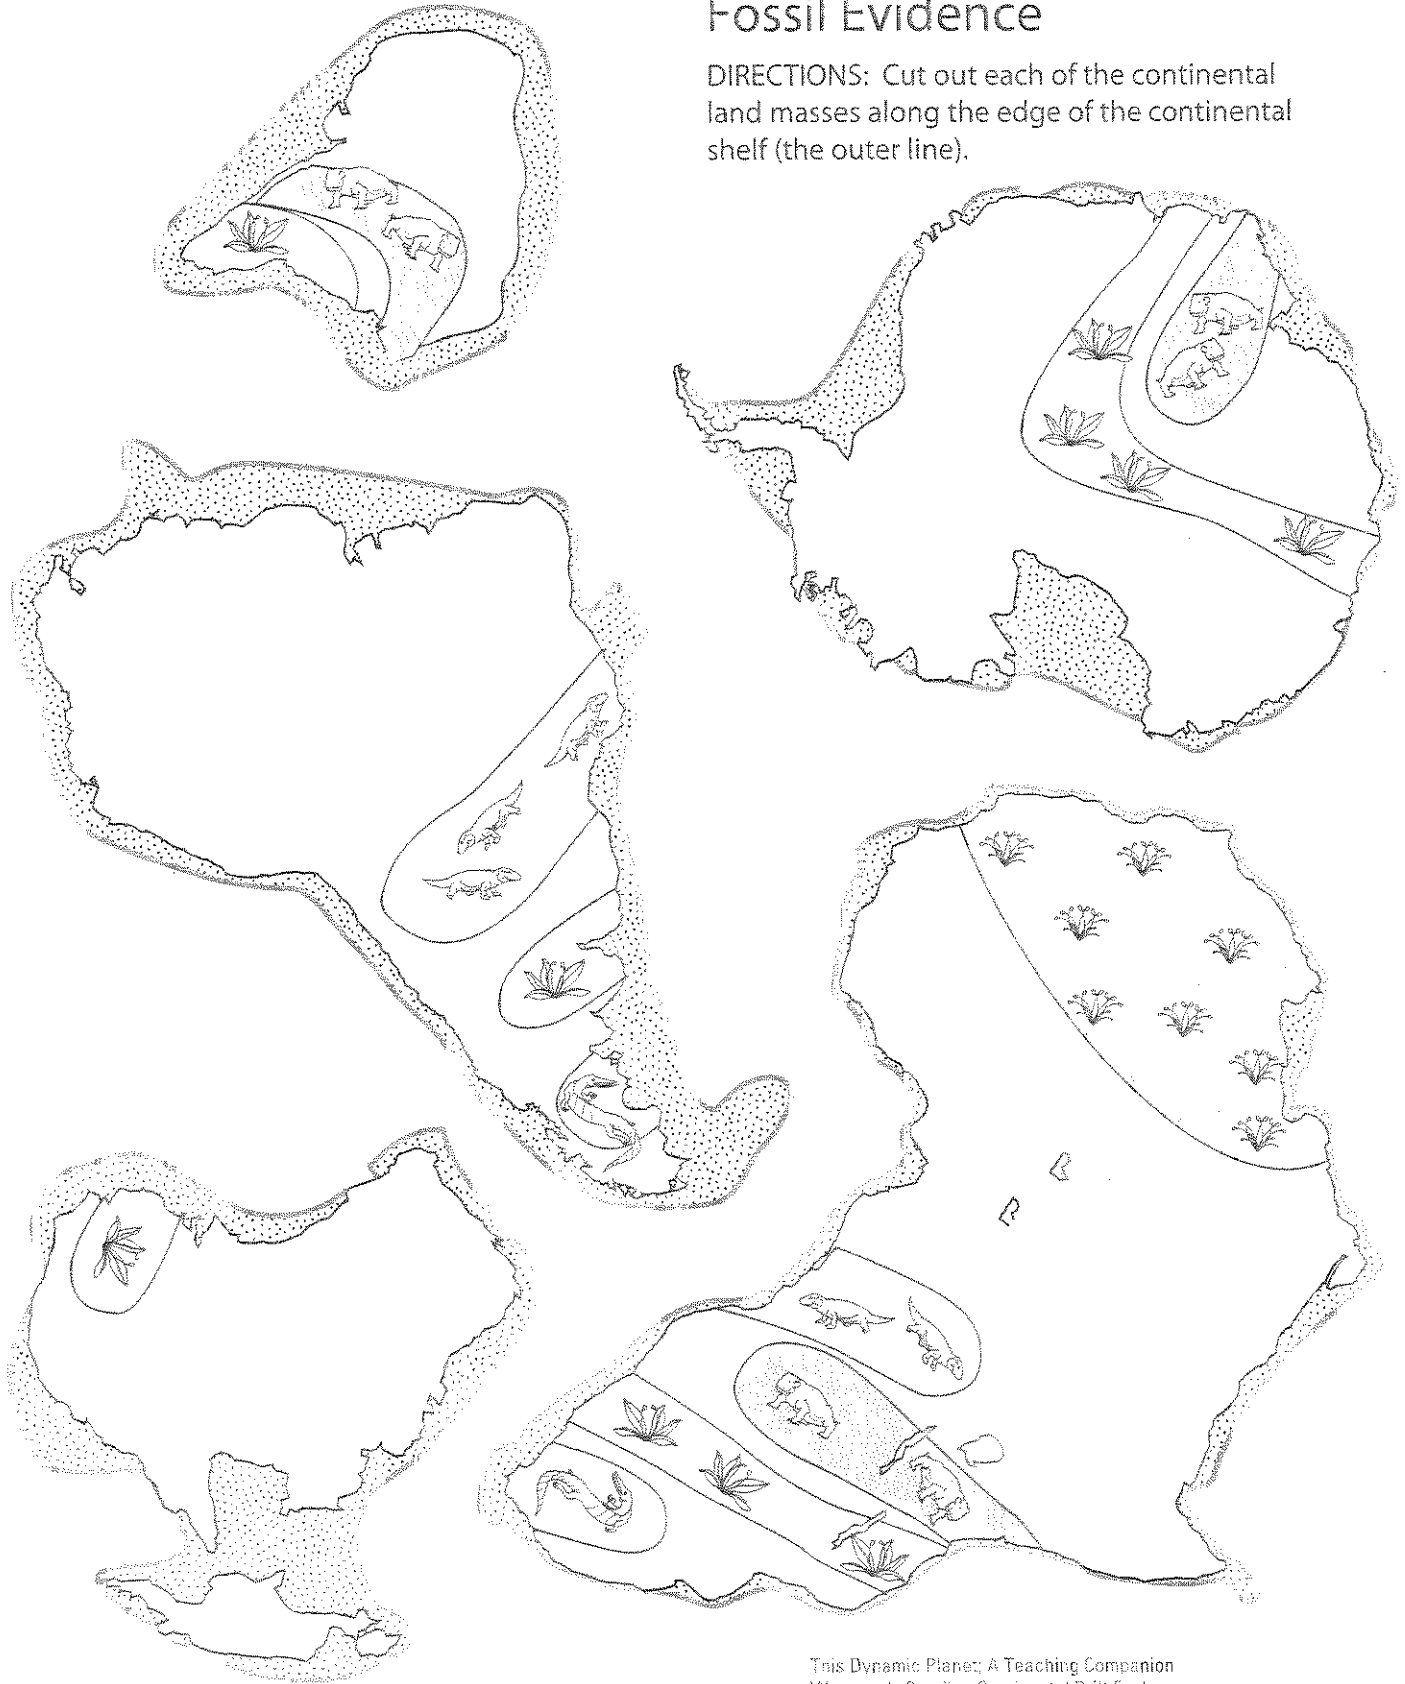 Fossil Evidence
DIRECTIONS: Cut out each of the continental
land masses along the edge of the continental
shelf (the outer line).
This Dynamic Planet: A Teaching Companion